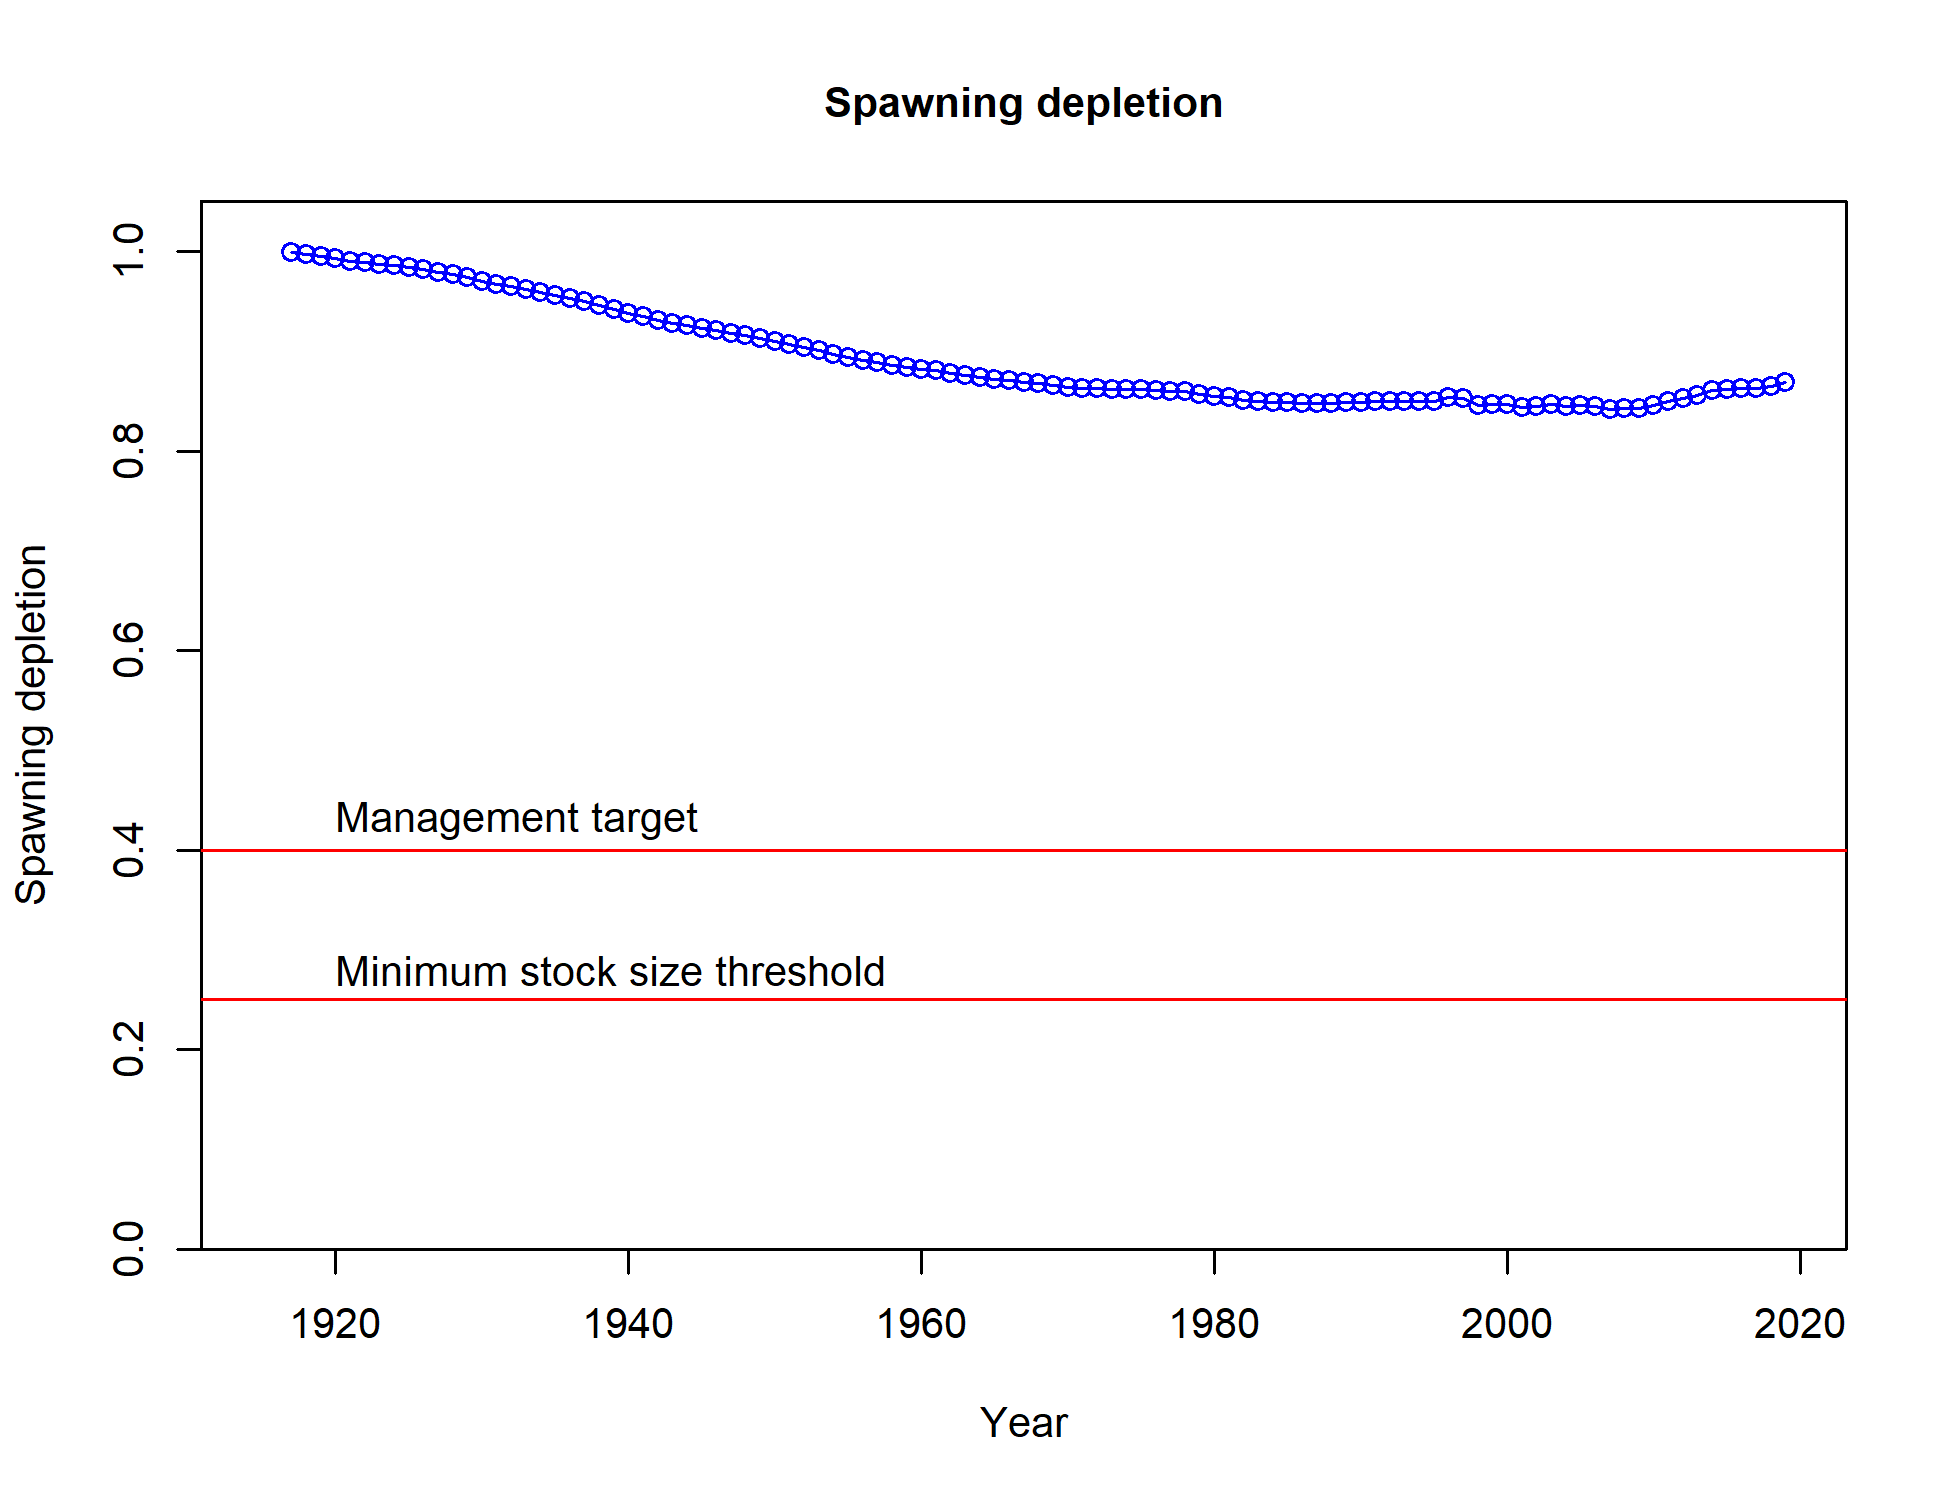 Spawning depletion
Spawning depletion
1.0
0.8
0.6
0.4
0.2
0.0
Management target
Minimum stock size threshold
1920 1940 1960 1980 2000 2020
Year